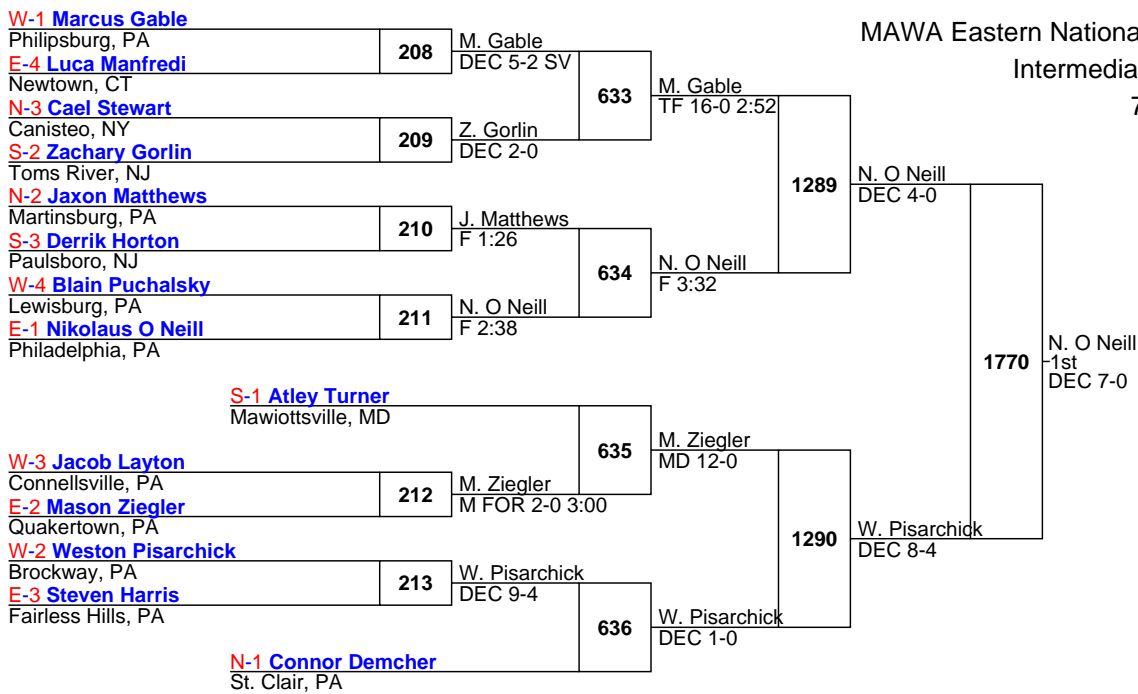 MAWA Eastern Nationa
Intermedia
7
W-1 Marcus Gable
Philipsburg, PA
E-4 Luca Manfredi
Newtown, CT
208
M. Gable
DEC 5-2 SV
N-3 Cael Stewart
Canisteo, NY
S-2 Zachary Gorlin
Toms River, NJ
209
Z. Gorlin
DEC 2-0
633
M. Gable
TF 16-0 2:52
N-2 Jaxon Matthews
Martinsburg, PA
S-3 Derrik Horton
Paulsboro, NJ
210
J. Matthews
F 1:26
W-4 Blain Puchalsky
Lewisburg, PA
E-1 Nikolaus O Neill
Philadelphia, PA
211
N. O Neill
F 2:38
634
N. O Neill
F 3:32
1289
N. O Neill
DEC 4-0
S-1 Atley Turner
Mawiottsville, MD
W-3 Jacob Layton
Connellsville, PA
E-2 Mason Ziegler
Quakertown, PA
212
M. Ziegler
M FOR 2-0 3:00
635
M. Ziegler
MD 12-0
W-2 Weston Pisarchick
Brockway, PA
E-3 Steven Harris
Fairless Hills, PA
213
W. Pisarchick
DEC 9-4
N-1 Connor Demcher
St. Clair, PA
636
W. Pisarchick
DEC 1-0
1290
W. Pisarchick
DEC 8-4
1770
N. O Neill
1st
DEC 7-0